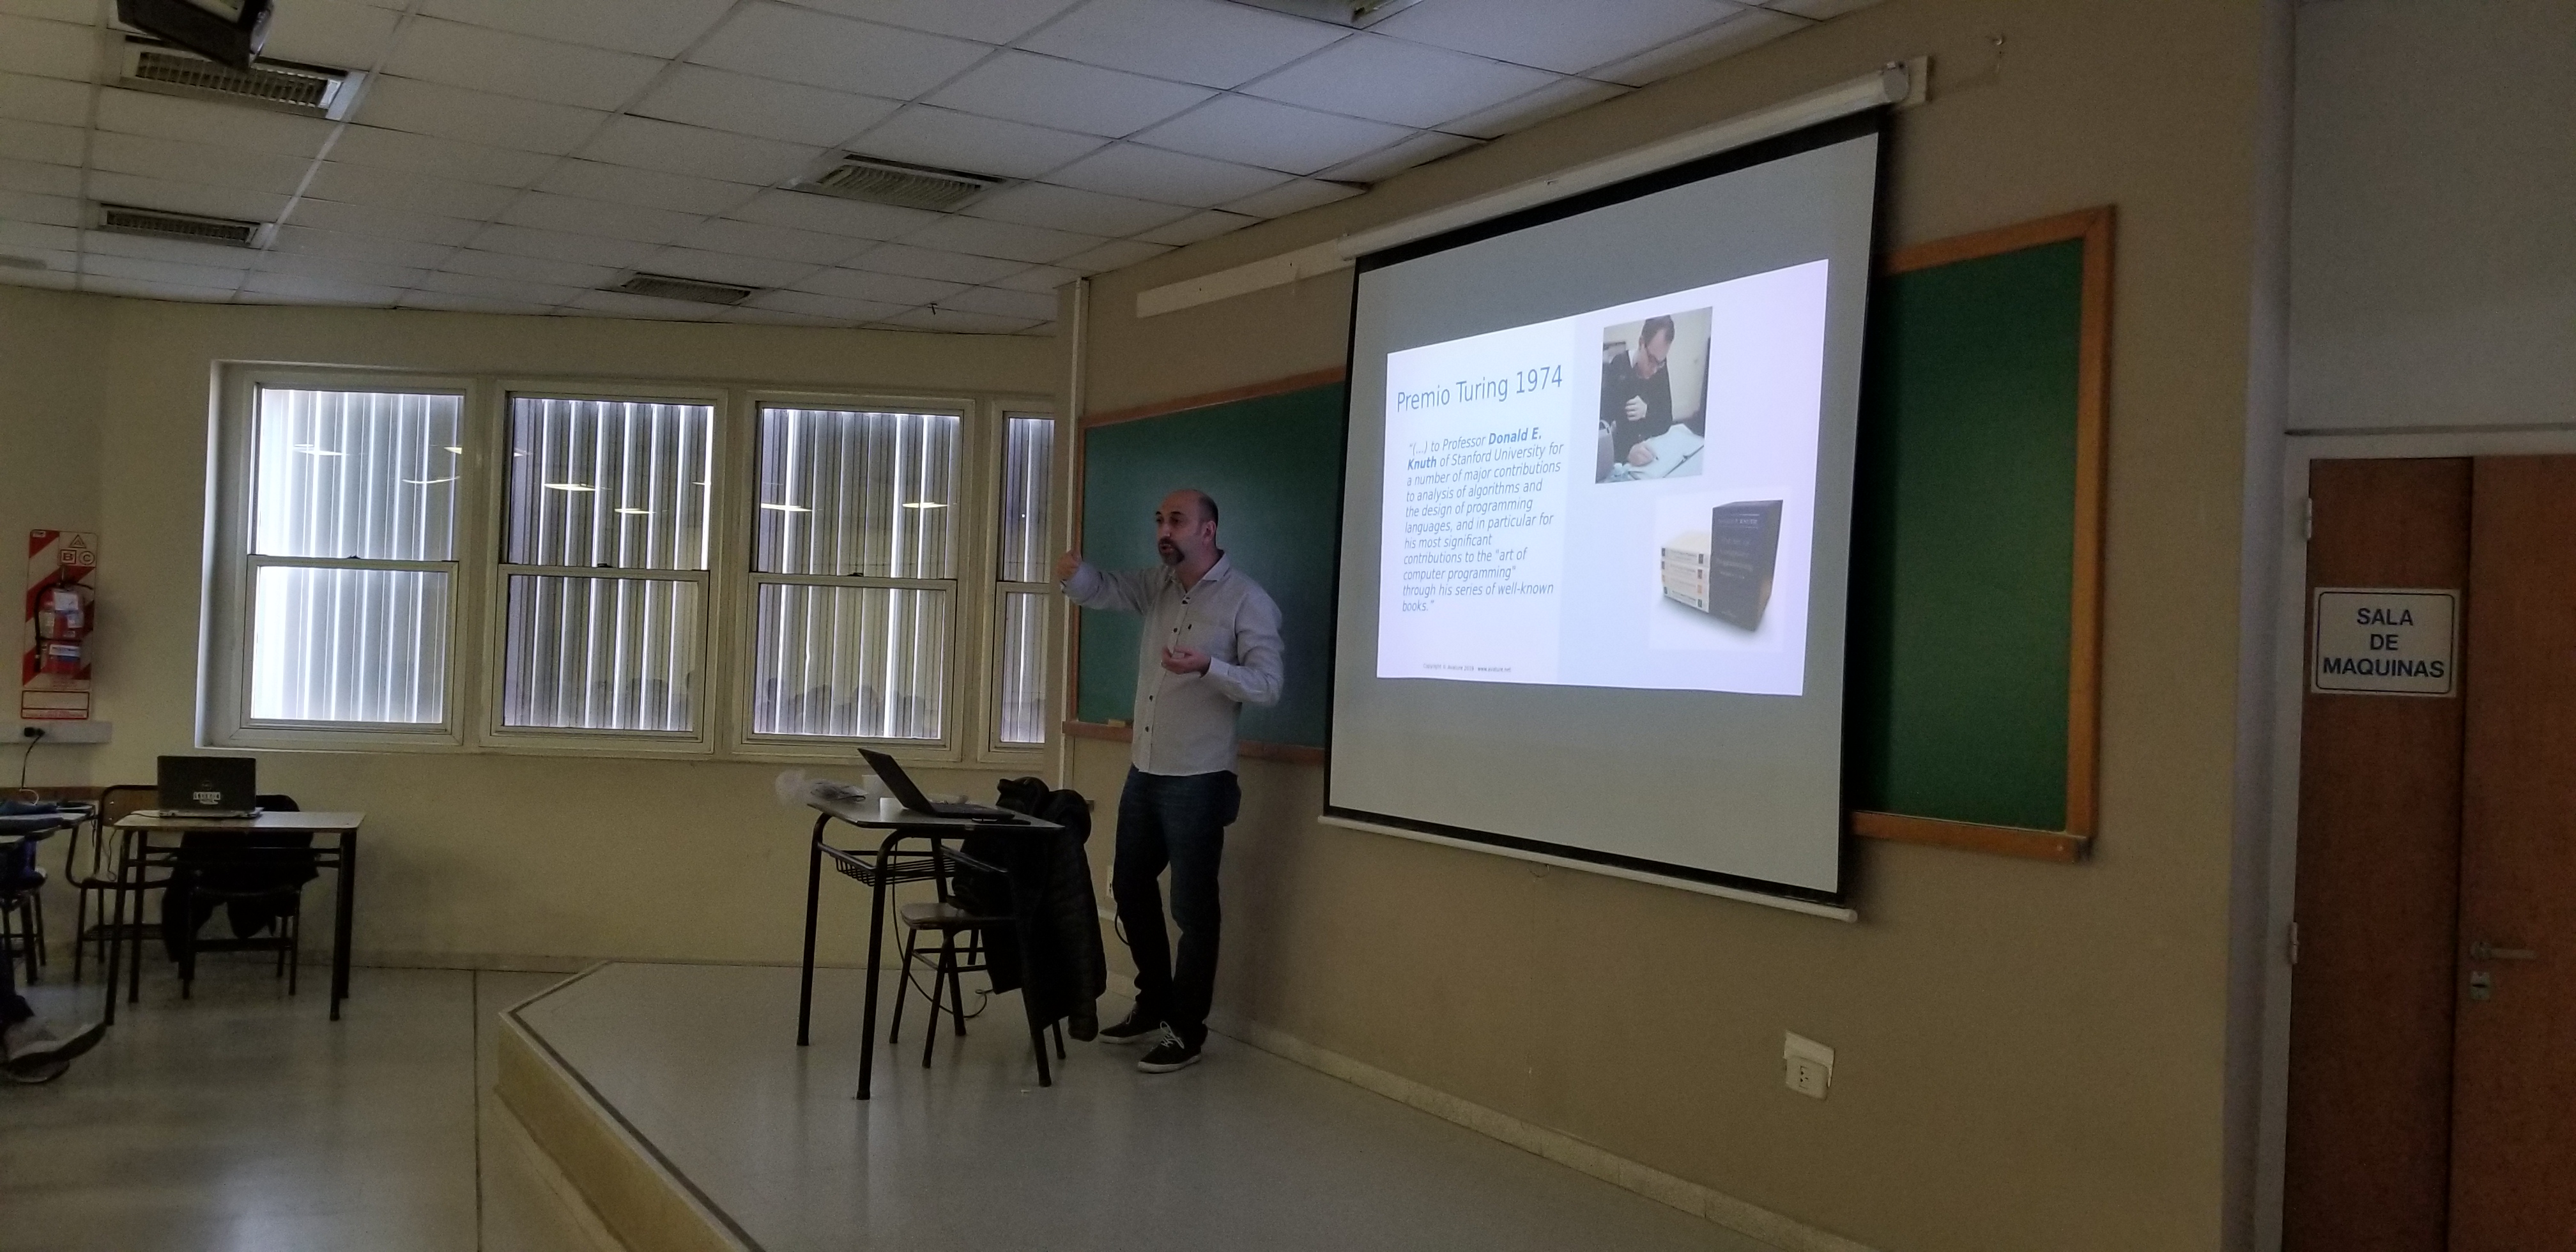 Premio Turing 1974
"(...) to Professor Donald E.
Knuth of Stanford University for
a number of major contributions
to analysis of algorithms and
the design of programming
languages, and in particular for
his most significant
contributions to the "art of
computer programming"
through his series of well-known
books."
SALA
DE
MAQUINAS
B C